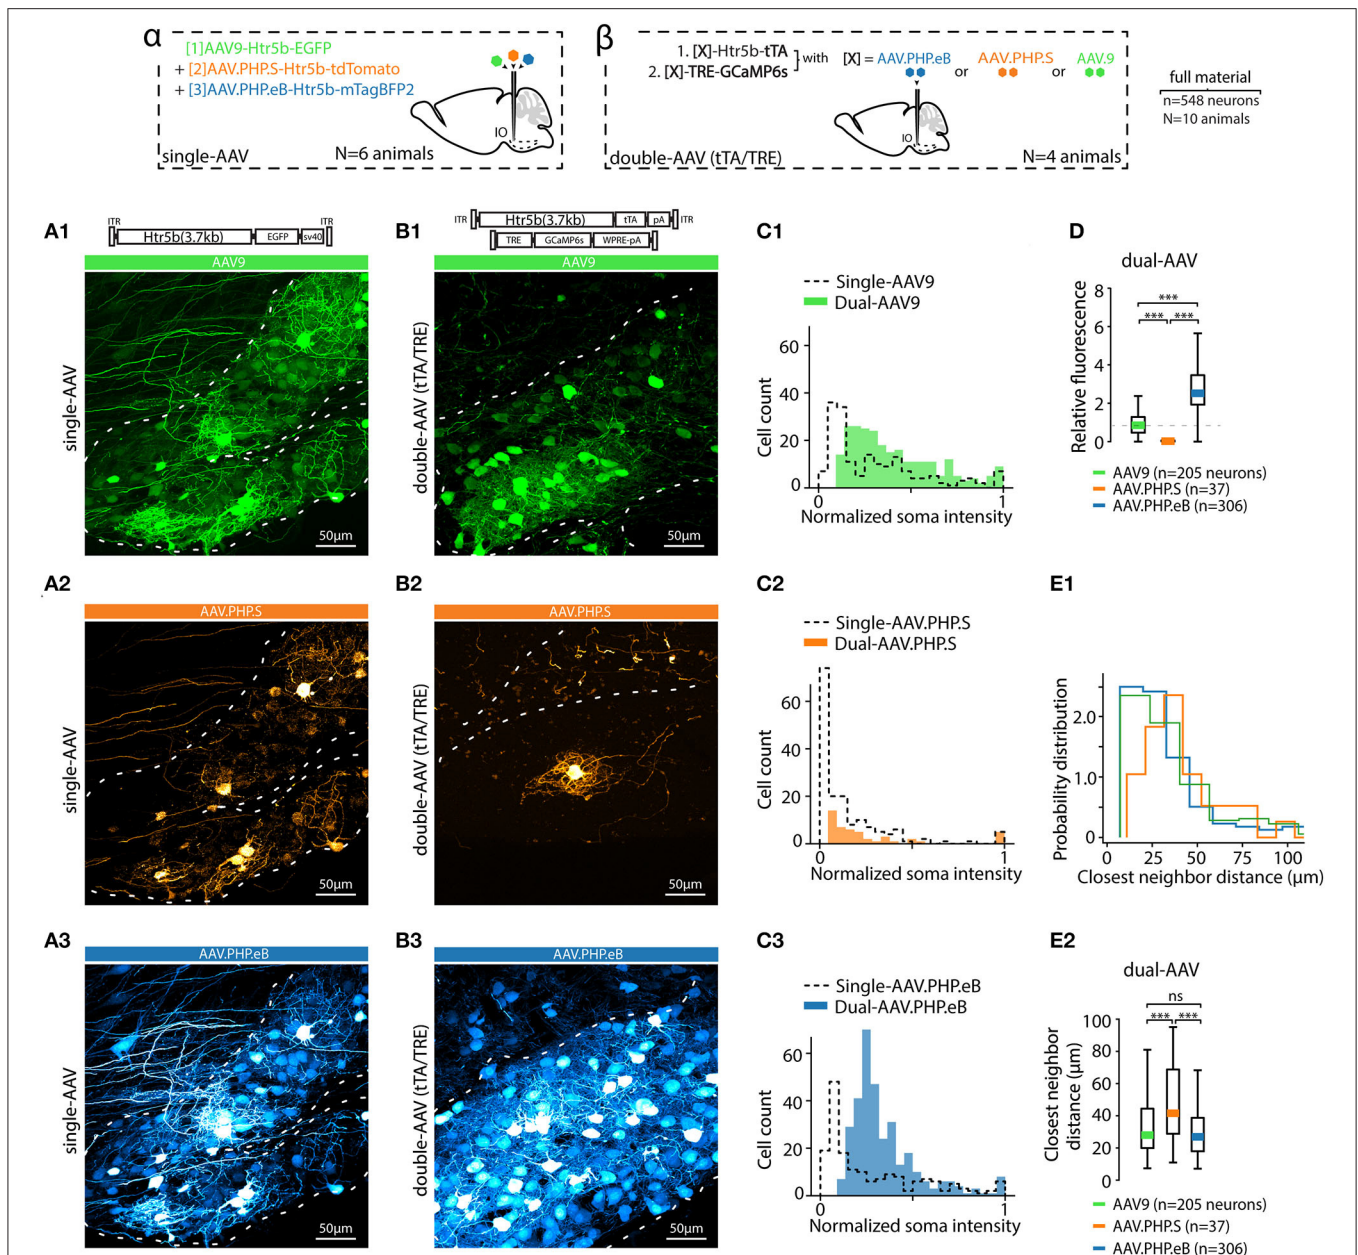 α
[1]AAV9-Htr5b-EGFP
+ [2]AAV.PHP.S-Htr5b-tdTomato
+ [3]AAV.PHP.eB-Htr5b-mTagBFP2
IO
single-AAV
N=6 animals
β
1. [X]-Htr5b-tTA
2. [X]-TRE-GCaMP6s
with
[X] = AAV.PHP.eB or AAV.PHP.S or AAV.9
IO
double-AAV (tTA/TRE)
N=4 animals
full material
n=548 neurons
N=10 animals
A1
ITR
ITR
Htr5b(3.7kb) EGFP sv40
AAV9
single-AAV
50μm
B1
ITR Htr5b(3.7kb) tTA pA ITR
TRE GCaMP6s WPRE-pA
AAV9
double-AAV (tTA/TRE)
50μm
C1
Single-AAV9
Dual-AAV9
60
40
20
0
Cell count
0
1
Normalized soma intensity
D
dual-AAV
8
6
4
2
0
Relative fluorescence
***
*** ***
AAV9 (n=205 neurons)
AAV.PHP.S (n=37)
AAV.PHP.eB (n=306)
A2
AAV.PHP.S
single-AAV
50μm
B2
AAV.PHP.S
double-AAV (tTA/TRE)
50μm
C2
Single-AAV.PHP.S
Dual-AAV.PHP.S
60
40
20
0
Cell count
0
1
Normalized soma intensity
E1
2.0
1.0
0
Probability distribution
0 25 50 75 100
Closest neighbor distance (μm)
A3
AAV.PHP.eB
single-AAV
50μm
B3
AAV.PHP.eB
double-AAV (tTA/TRE)
50μm
C3
Single-AAV.PHP.eB
Dual-AAV.PHP.eB
60
40
20
0
Cell count
0
1
Normalized soma intensity
E2
dual-AAV
100
80
60
40
20
0
Closest neighbor
distance (μm)
ns
*** ***
AAV9 (n=205 neurons)
AAV.PHP.S (n=37)
AAV.PHP.eB (n=306)